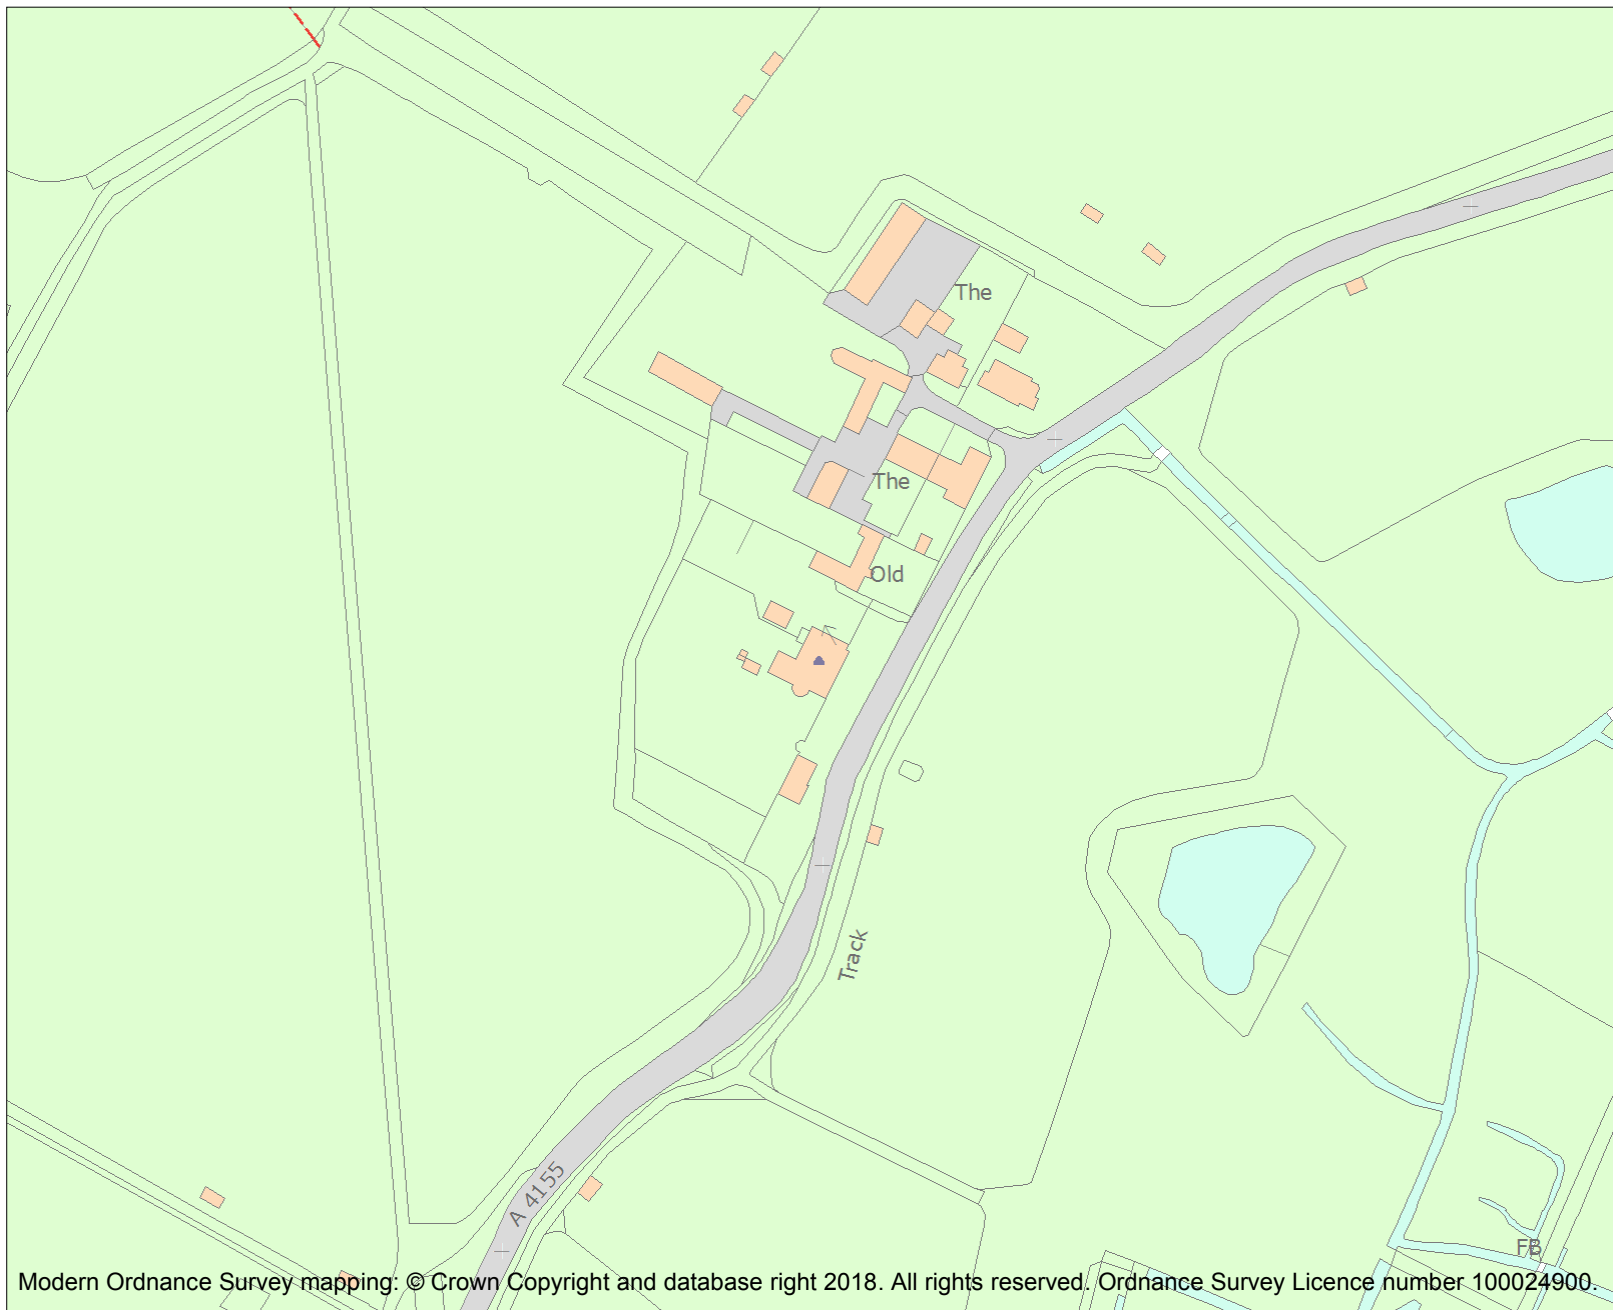 The
The
Old
Track
A 4155
FB
Modern Ordnance Survey mapping: © Crown Copyright and database right 2018. All rights reserved. Ordnance Survey Licence number 100024900.